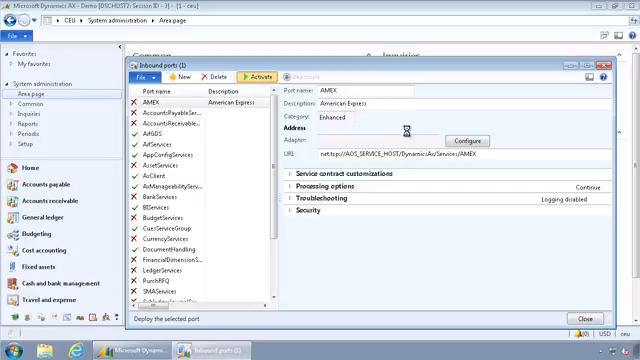 Microsoft Dynamics AX - Demo [DSCHUST2: Session ID - 3] - [1 - ceu]
CEU ▸ System administration ▸ Area page
File
Favorites
My favorites
System administration
Area page
Common
Inquiries
Reports
Periodic
Setup
Home
Accounts payable
Accounts receivable
General ledger
Budgeting
Cost accounting
Fixed assets
Cash and bank management
Travel and expense
Common
Inquiries
Inbound ports (1)
File
New
Delete
Activate
Deactivate
Port name
Description
AMEX
American Express
AccountsPayableSer...
AccountsReceivable...
AifGDS
AifServices
AppConfigServices
AssetServices
AxClient
AxManageabilityServ...
BankServices
BIServices
BudgetServices
CuesServiceGroup
CurrencyServices
DocumentHandling
FinancialDimensionS...
LedgerServices
PurchRFQ
SMAServices
Port name:
AMEX
Description:
American Express
Category:
Enhanced
Address
Adapter:
Configure
URI:
net.tcp://AOS_SERVICE_HOST/DynamicsAx/Services/AMEX
Service contract customizations
Processing options
Continue
Troubleshooting
Logging disabled
Security
Deploy the selected port
Close
(0)
USD
ceu
Microsoft Dynami...
Inbound ports (1)